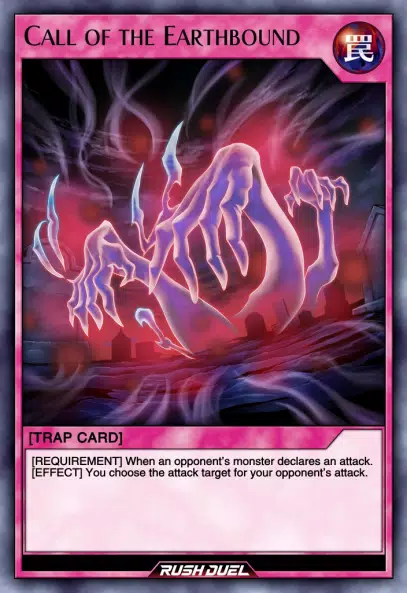 Call of the Earthbound
罠
[TRAP CARD]
[REQUIREMENT] When an opponent's monster declares an attack.
[EFFECT] You choose the attack target for your opponent's attack.
RUSH DUEL